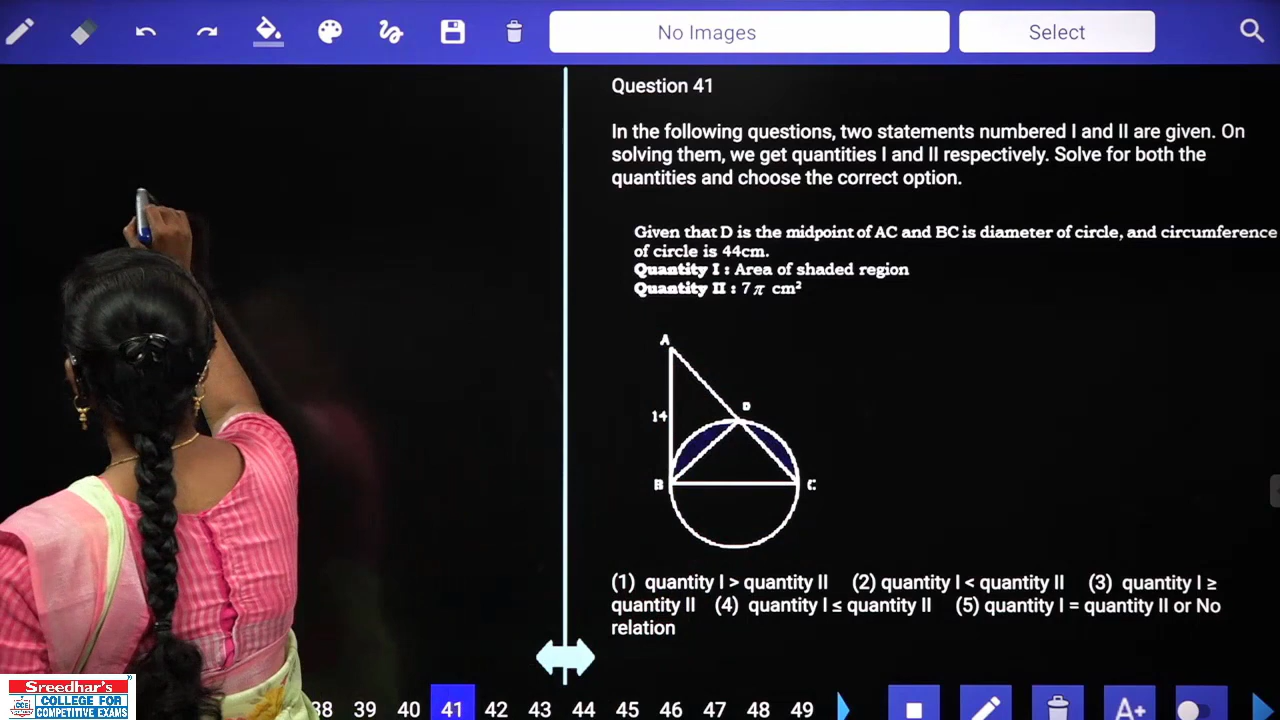 No Images
Select
Question 41
In the following questions, two statements numbered I and II are given. On
solving them, we get quantities I and II respectively. Solve for both the
quantities and choose the correct option.
Given that D is the midpoint of AC and BC is diameter of circle, and circumference
of circle is 44cm.
Quantity I : Area of shaded region
Quantity II : 7π cm²
A
D
14
B
C
(1) quantity I > quantity II (2) quantity I < quantity II (3) quantity I ≥
quantity II (4) quantity I ≤ quantity II (5) quantity I = quantity II or No
relation
Sreedhar's
CCE
COLLEGE FOR
COMPETITIVE EXAMS
38 39 40 41 42 43 44 45 46 47 48 49
A+